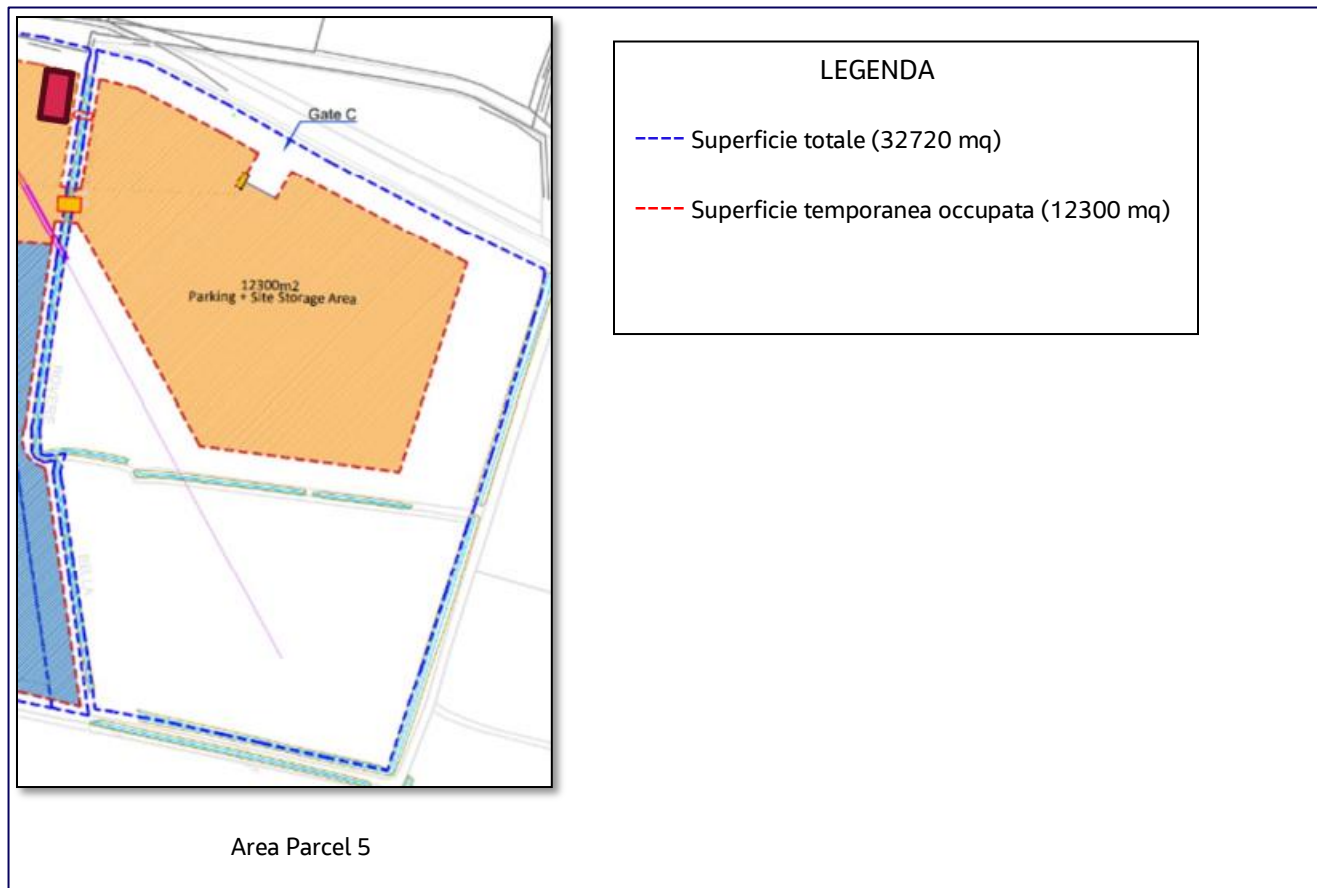 Gate C
12300m2
Parking + Site Storage Area
LEGENDA
Superficie totale (32720 mq)
Superficie temporanea occupata (12300 mq)
Area Parcel 5